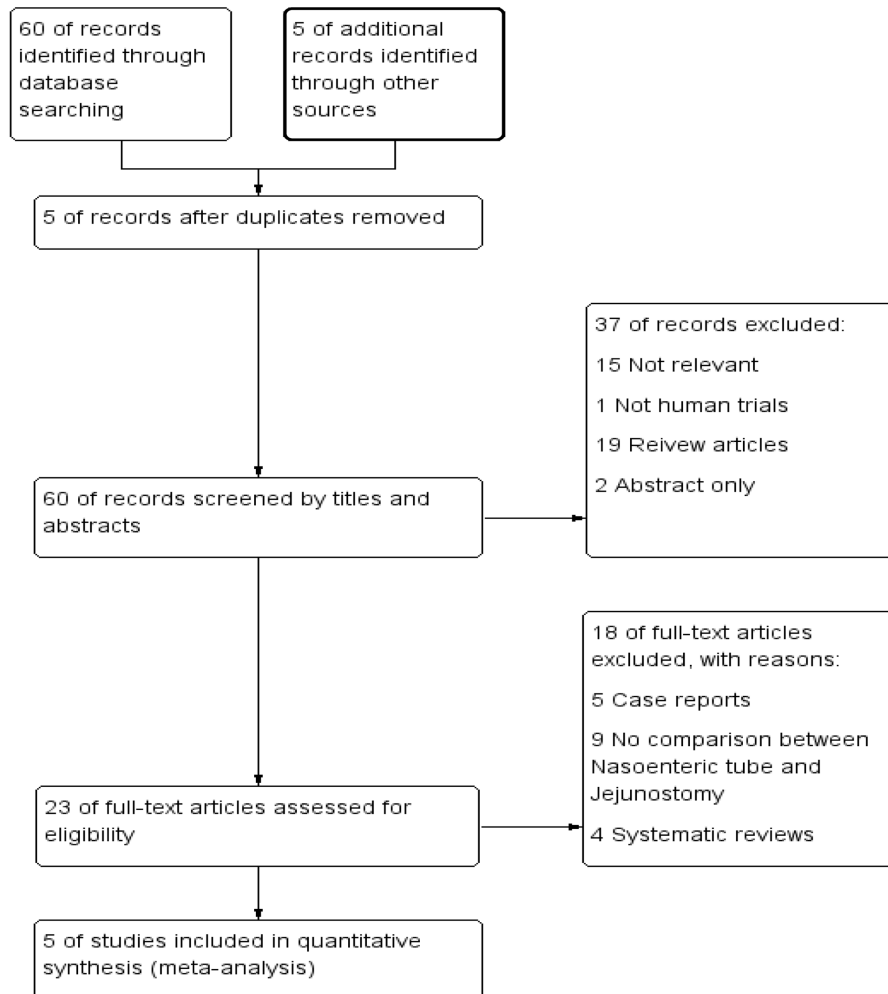 60 of records
identified through
database
searching
5 of additional
records identified
through other
sources
5 of records after duplicates removed
37 of records excluded:
15 Not relevant
1 Not human trials
19 Reivew articles
2 Abstract only
60 of records screened by titles and
abstracts
18 of full-text articles
excluded, with reasons:
5 Case reports
9 No comparison between
Nasoenteric tube and
Jejunostomy
4 Systematic reviews
23 of full-text articles assessed for
eligibility
5 of studies included in quantitative
synthesis (meta-analysis)